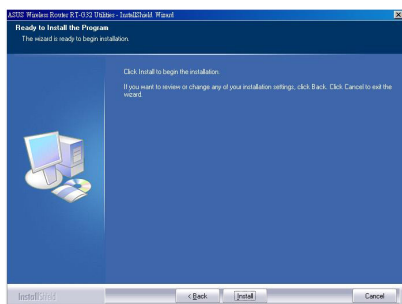 ASUS Wireless Router RT-G32 Utilities - InstallShield Wizard
Ready to Install the Program
The wizard is ready to begin installation.
Click Install to begin the installation.
If you want to review or change any of your installation settings, click Back. Click Cancel to exit the
wizard.
InstallShield
< Back
Install
Cancel